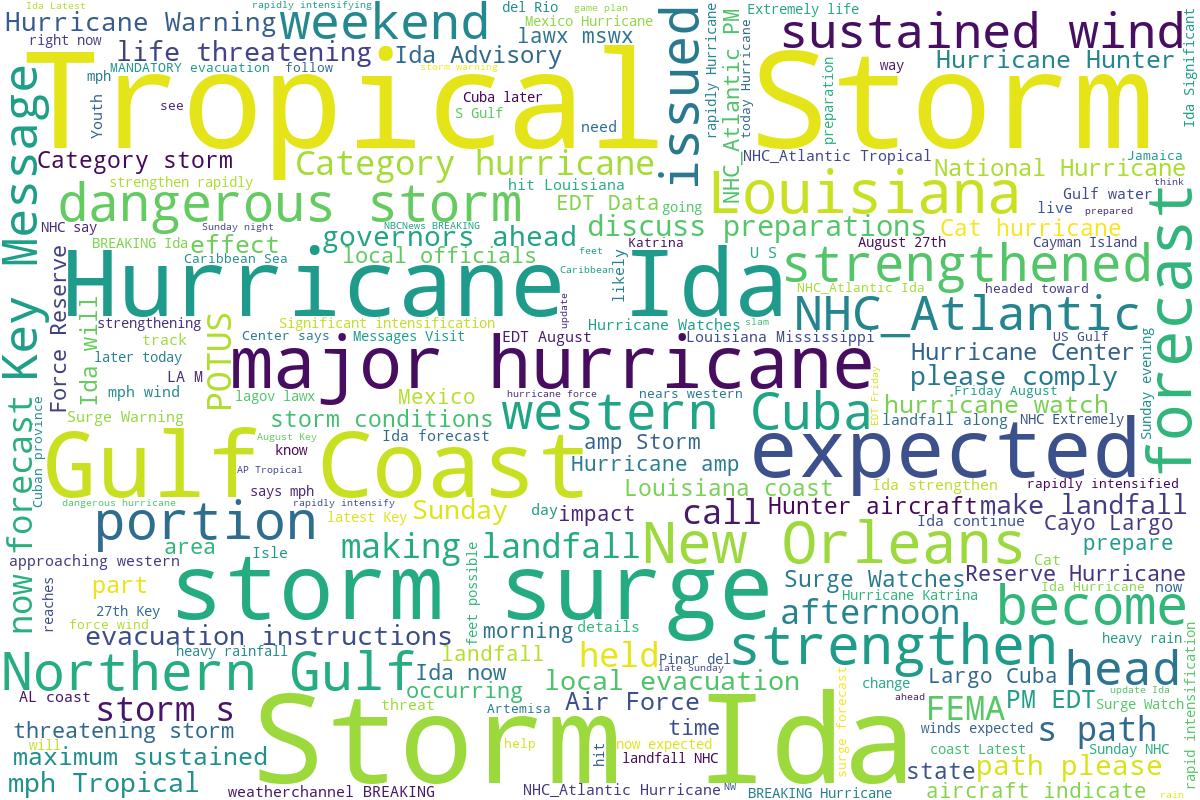 Ida Latest
rapidly intensifying
del Rio
game plan
Extremely life
Hurricane Warning
weekend
Mexico Hurricane
issued
sustained wind
right now
life threatening
Ida Advisory
lawx mswx
rapidly Hurricane
NHC_Atlantic PM
today Hurricane
Hurricane Hunter
Ida Significant
MANDATORY evacuation
follow
storm warning
way
mph
Tropical
Storm
Youth
see
Cuba later
S Gulf
need
preparation
Key Message
Category storm
Category hurricane
NHC_Atlantic Tropical
Jamaica
National Hurricane
strengthen rapidly
hit Louisiana
think
dangerous storm
EDT Data
going
Louisiana
Gulf water
live
prepared
NHC say
Sunday night
NBCNews BREAKING
discuss preparations
Cat hurricane
forecast
BREAKING Ida
effect
governors ahead
feet
Katrina
August 27th
Cayman Island
Force Reserve
Caribbean Sea
local officials
likely
U S
strengthened
Hurricane Ida
Caribbean
NHC_Atlantic Ida
headed toward
Ida will
Significant intensification
update
slam
NHC_Atlantic
strengthening
POTUS
Center says
Messages Visit
EDT August
Hurricane Watches
Louisiana Mississippi
US Gulf
track
later today
major hurricane
Hurricane Center
LA M
please comply
mph wind
lagov lawx
Mexico
hurricane force
nears western
EDT Friday
Friday August
Sunday evening
now forecast
Cuban province
Surge Warning
storm conditions
western Cuba
hurricane watch
landfall along
NHC Extremely
Gulf Coast
August Key
Ida forecast
amp Storm
expected
know
AP Tropical
Hurricane amp
says mph
Louisiana coast
Ida strengthen
rapidly intensified
dangerous hurricane
rapidly intensify
latest Key
Sunday
day
impact
call
Hunter aircraft
make landfall
portion
Ida continue
Cayo Largo
area
Isle
making landfall
New Orleans
prepare
approaching western
Cat
reaches
part
storm surge
feet possible
Surge Watches
Reserve Hurricane
Ida Hurricane
now
27th Key
Hurricane Katrina
force wind
afternoon
become
evacuation instructions
morning
details
heavy rain
heavy rainfall
landfall
held
Pinar del
late Sunday
strengthen
rapid intensification
Northern Gulf
Ida now
local evacuation
Largo Cuba
head
occurring
change
AL coast
storm s
threat
Artemisa
Air Force
ahead
FEMA
PM EDT
update Ida
Surge Watch
threatening storm
Storm Ida
time
surge forecast
winds expected
s path
will
help
hit
now expected
coast Latest
Sunday NHC
maximum sustained
landfall NHC
state
path please
mph Tropical
weatherchannel BREAKING
NHC_Atlantic Hurricane
NW
BREAKING Hurricane
aircraft indicate
rain